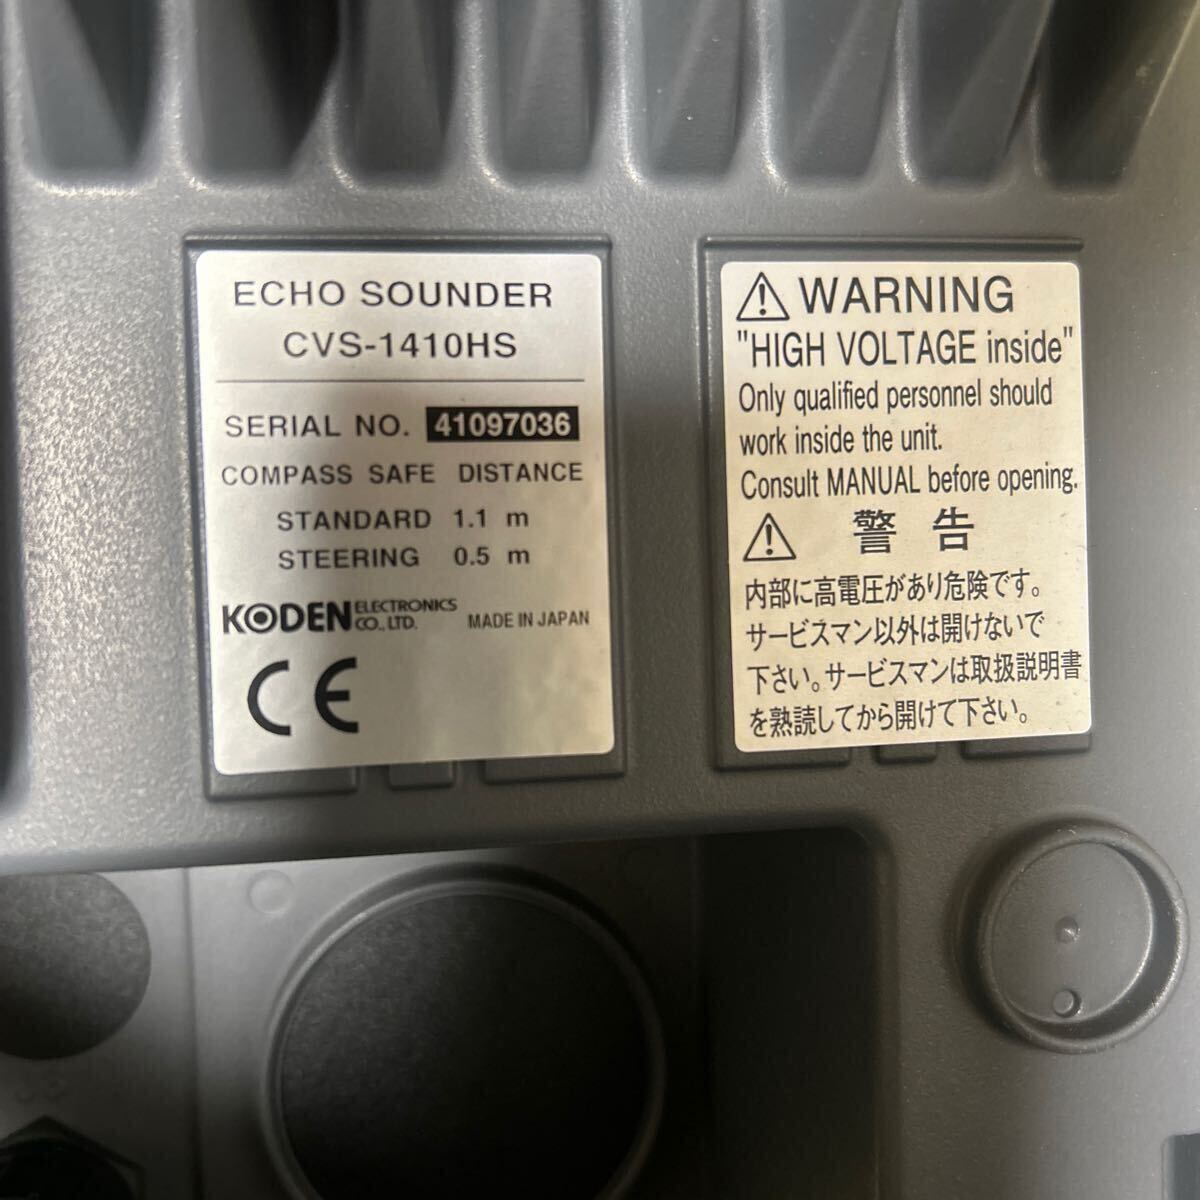 ECHO SOUNDER
CVS-1410HS
SERIAL NO. 41097036
COMPASS SAFE DISTANCE
STANDARD 1.1 m
STEERING 0.5 m
KODEN ELECTRONICS CO., LTD. MADE IN JAPAN
CE
⚠ WARNING
"HIGH VOLTAGE inside"
Only qualified personnel should
work inside the unit.
Consult MANUAL before opening.
⚠ 警 告
内部に高電圧があり危険です。
サービスマン以外は開けないで
下さい。サービスマンは取扱説明書
を熟読してから開けて下さい。